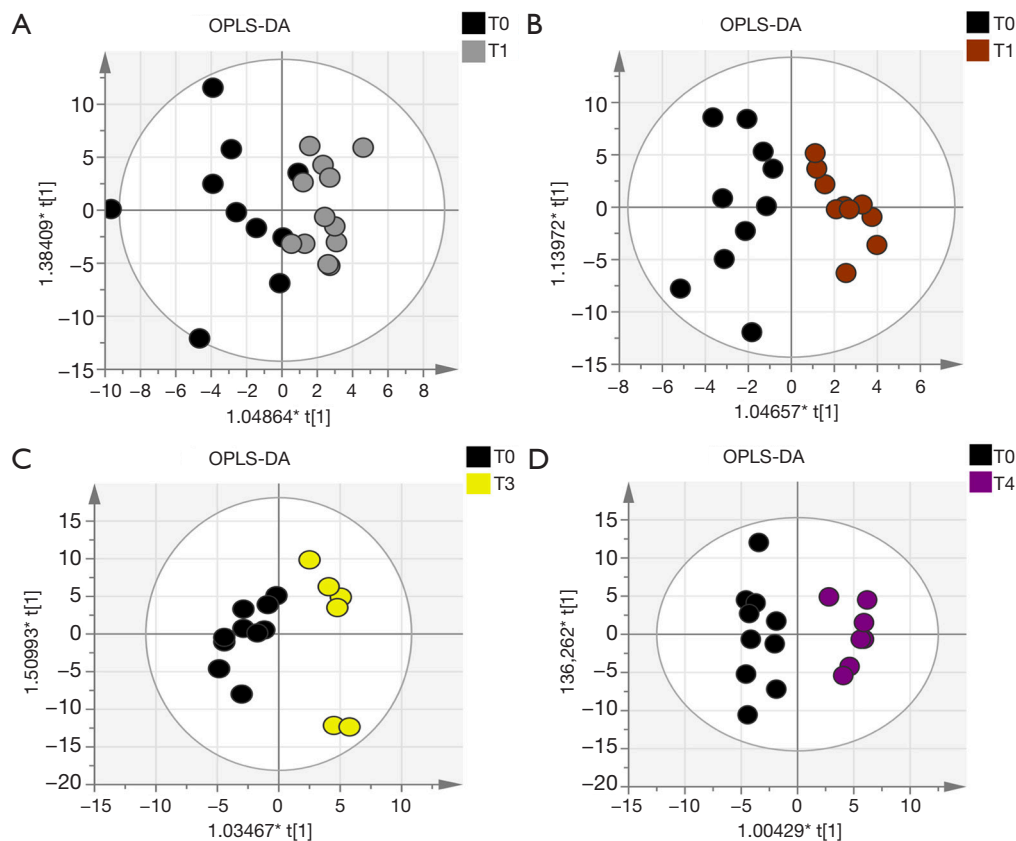 A
OPLS-DA
T0
T1
1.38409* t[1]
10
5
0
−5
−10
−15
−10 −8 −6 −4 −2 0 2 4 6 8
1.04864* t[1]
B
OPLS-DA
T0
T1
1.13972* t[1]
10
5
0
−5
−10
−15
−8 −6 −4 −2 0 2 4 6
1.04657* t[1]
C
OPLS-DA
T0
T3
1.50993* t[1]
15
10
5
0
−5
−10
−15
−20
−15 −10 −5 0 5 10
1.03467* t[1]
D
OPLS-DA
T0
T4
136,262* t[1]
15
10
5
0
−5
−10
−15
−20
−15 −10 −5 0 5 10
1.00429* t[1]